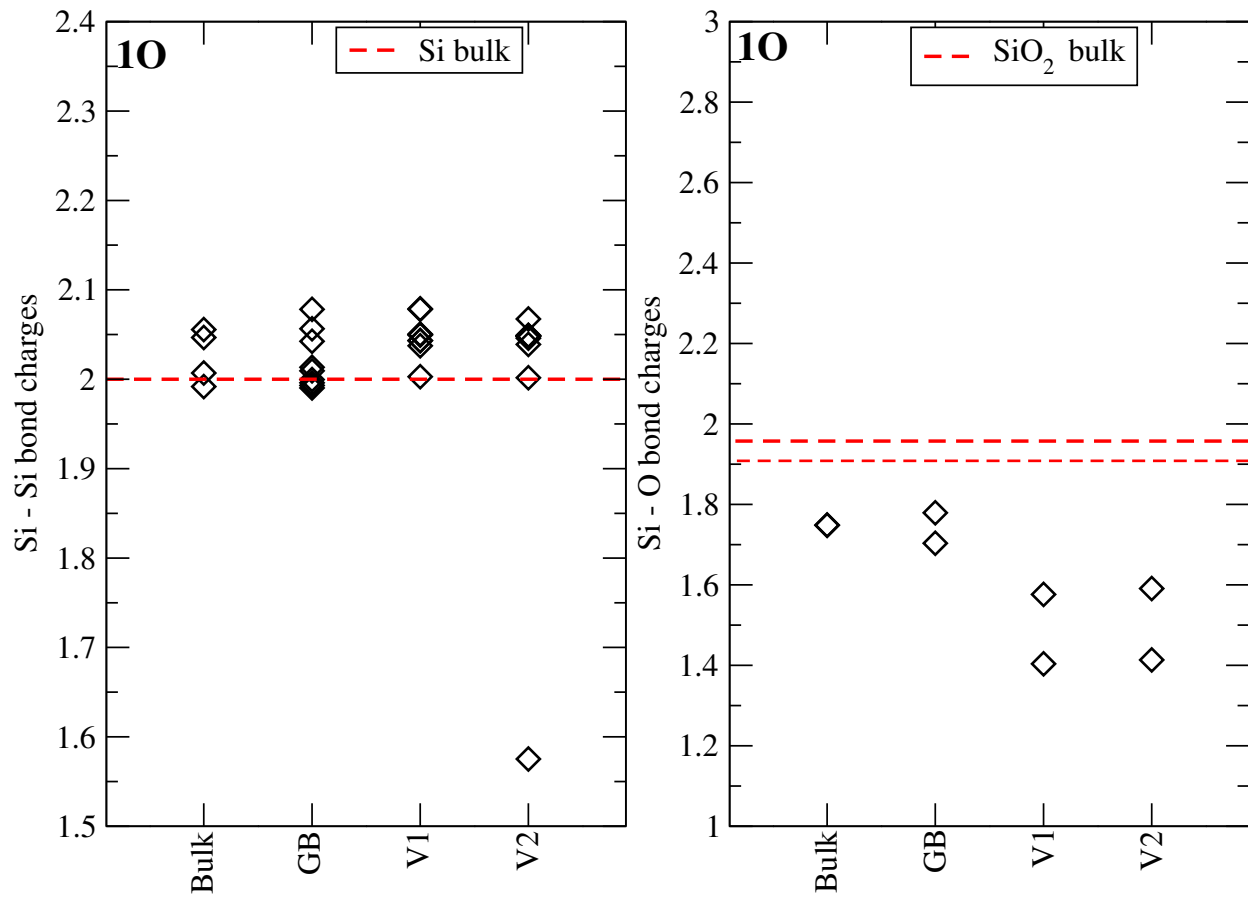 1O
Si bulk
Si - Si bond charges
2.4
2.3
2.2
2.1
2
1.9
1.8
1.7
1.6
1.5
Bulk
GB
V1
V2
1O
SiO₂ bulk
Si - O bond charges
3
2.8
2.6
2.4
2.2
2
1.8
1.6
1.4
1.2
1
Bulk
GB
V1
V2